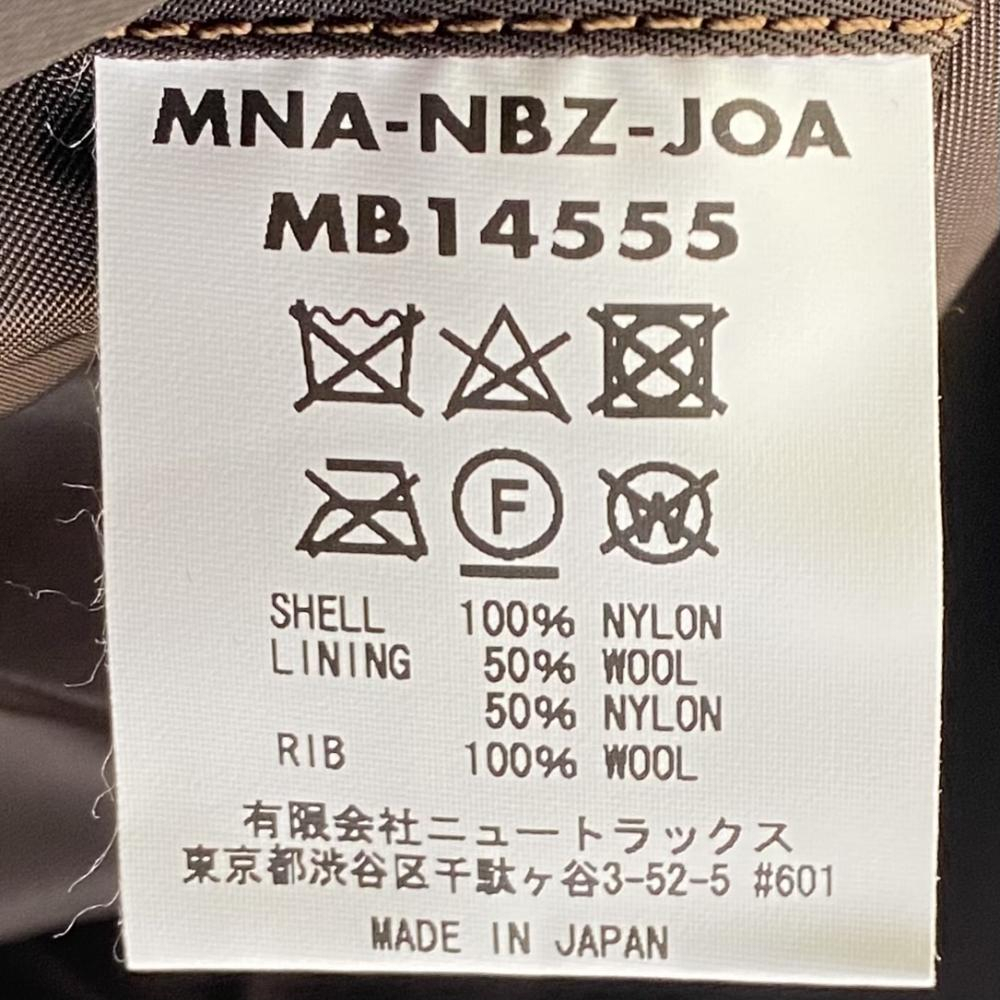 MNA-NBZ-JOA
MB14555
F W
SHELL 100% NYLON
LINING 50% WOOL
50% NYLON
RIB 100% WOOL
有限会社ニュートラックス
東京都渋谷区千駄ヶ谷3-52-5 #601
MADE IN JAPAN